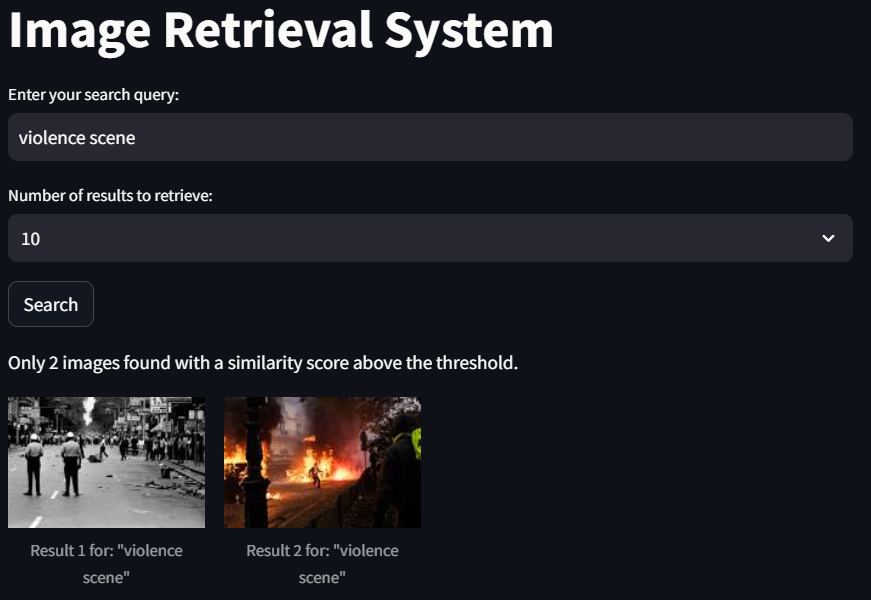 Image Retrieval System
Enter your search query:
violence scene
Number of results to retrieve:
10
Search
Only 2 images found with a similarity score above the threshold.
Result 1 for: "violence
scene"
Result 2 for: "violence
scene"